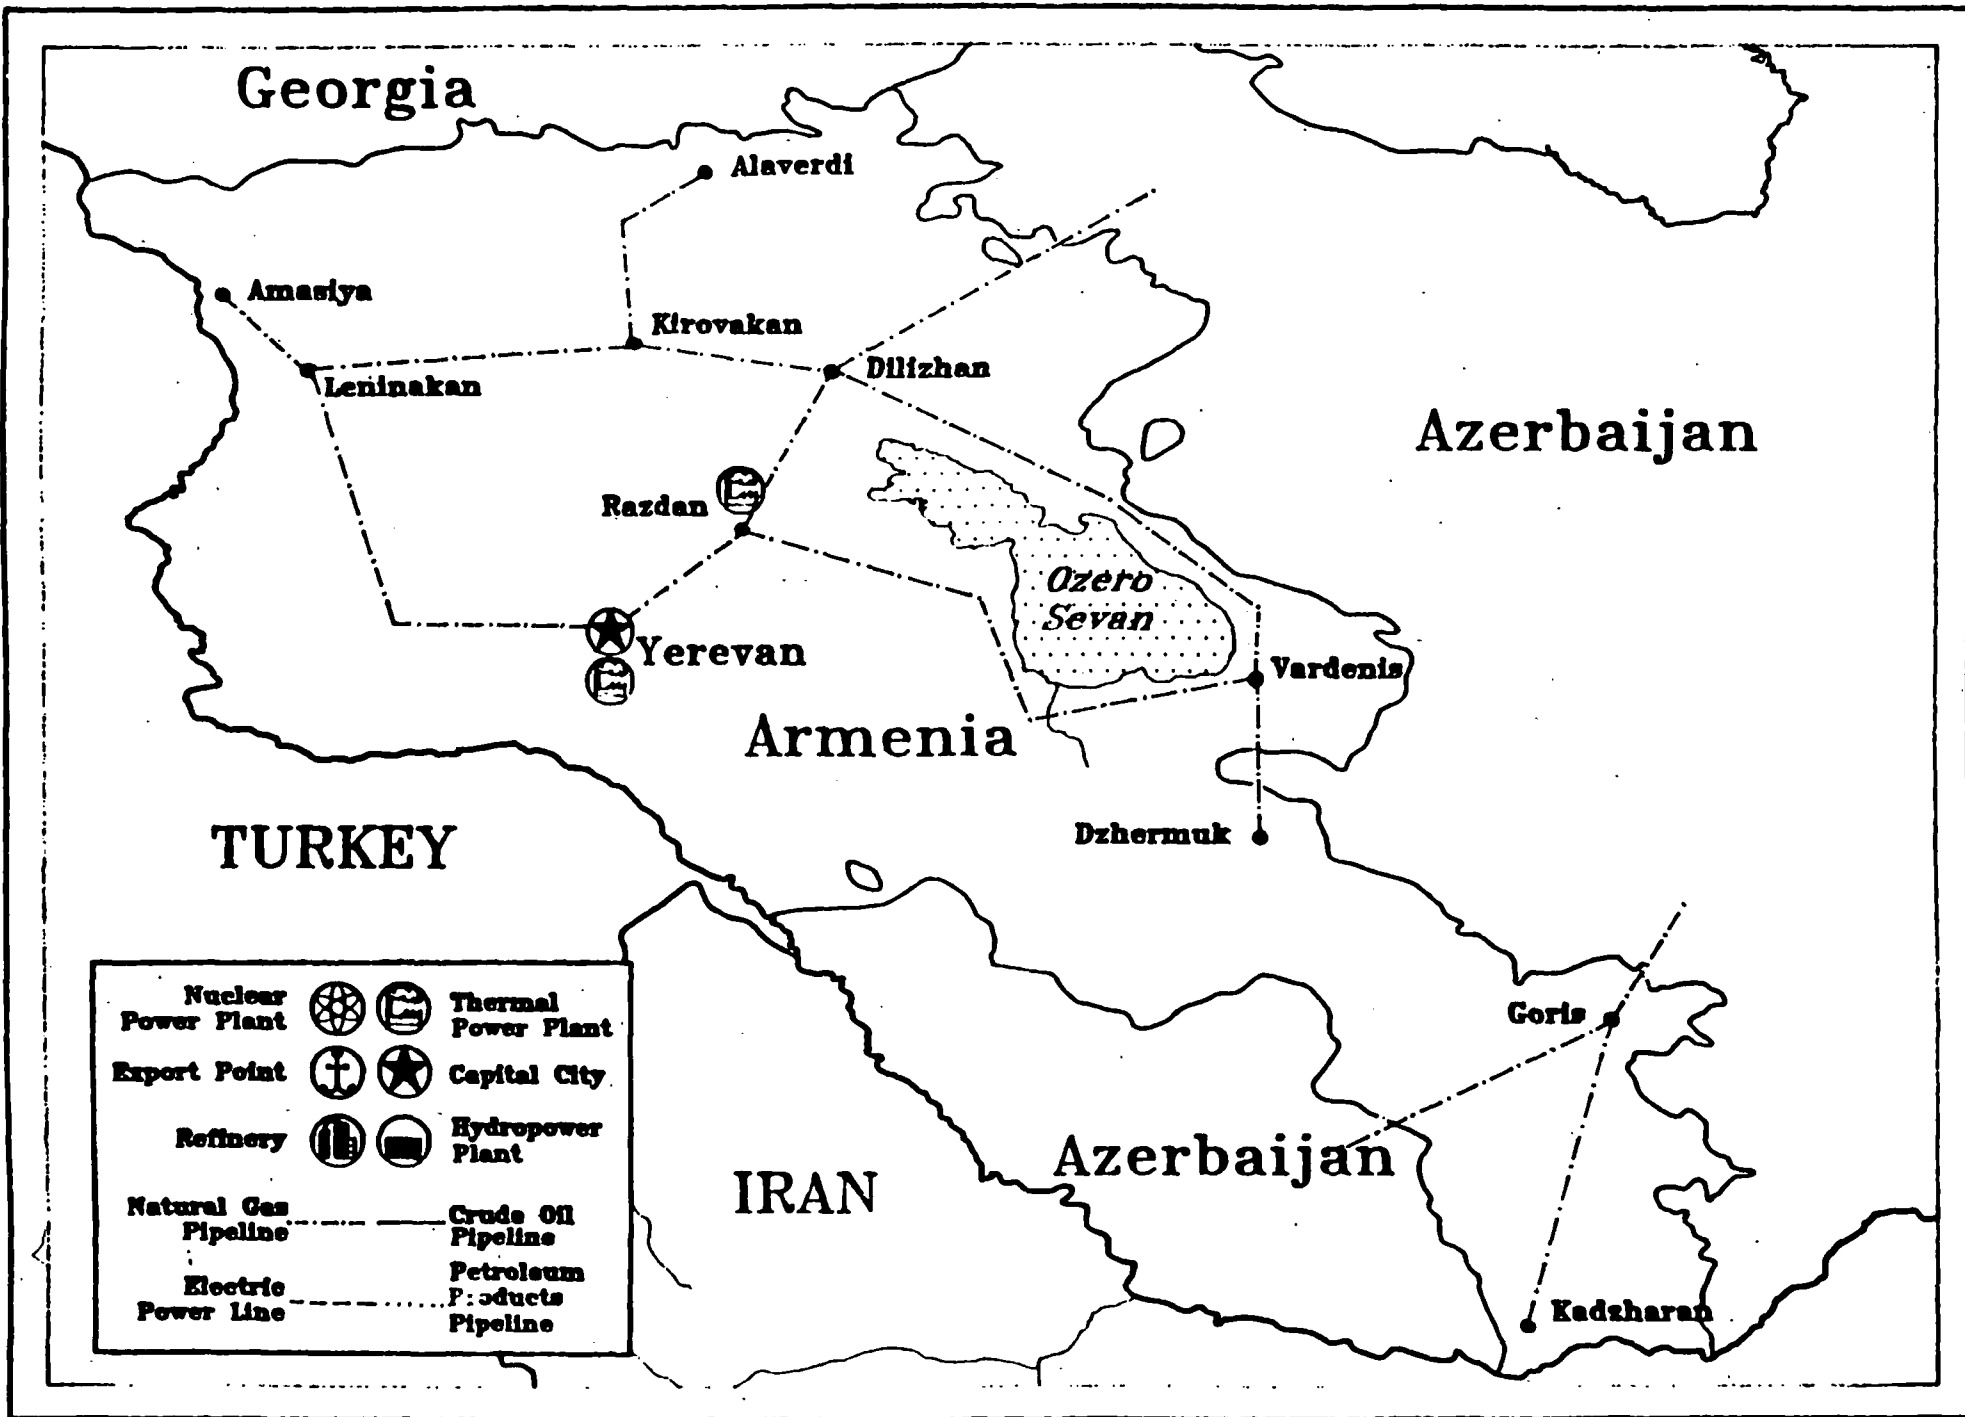 Georgia
Alaverdi
Amasiya
Kirovakan
Leninakan
Dilizhan
Azerbaijan
Razdan
Ozero
Sevan
Yerevan
Vardenis
Armenia
Dzhermuk
TURKEY
Nuclear
Power Plant
Thermal
Power Plant
Export Point
Capital City
Refinery
Hydropower
Plant
Natural Gas
Pipeline
Crude Oil
Pipeline
Electric
Power Line
Petroleum
Products
Pipeline
Goris
IRAN
Azerbaijan
Kadzharan